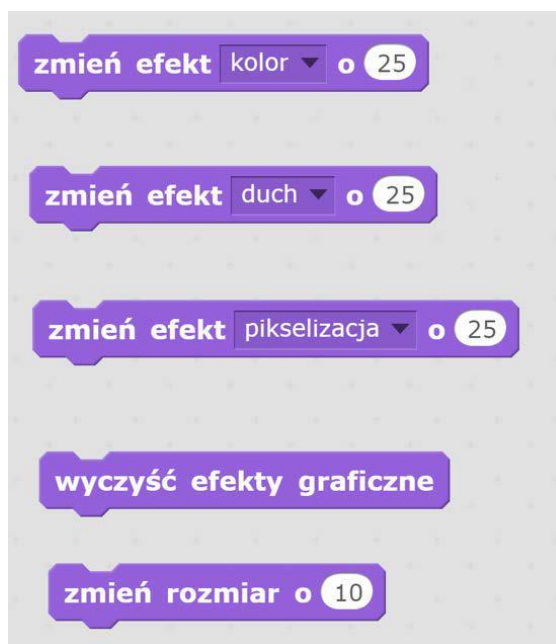 zmień efekt kolor o 25
zmień efekt duch o 25
zmień efekt pikselizacja o 25
wyczyść efekty graficzne
zmień rozmiar o 10